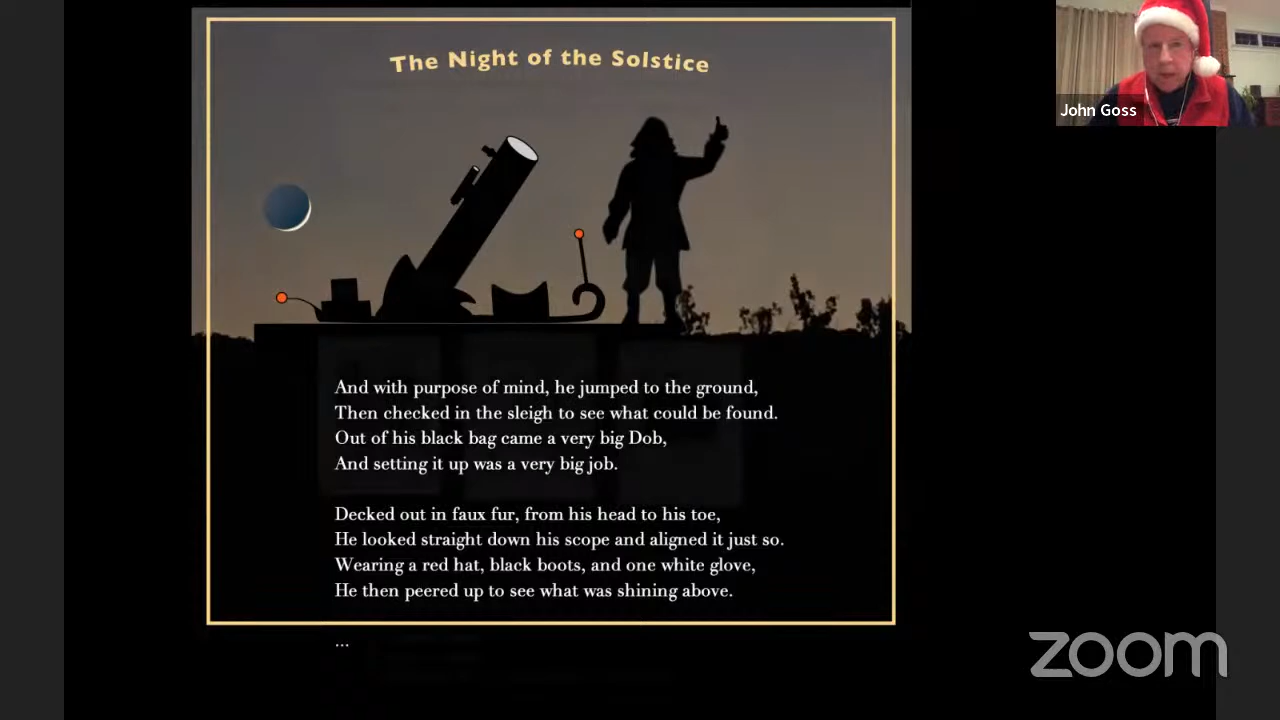 The Night of the Solstice
John Goss
And with purpose of mind, he jumped to the ground,
Then checked in the sleigh to see what could be found.
Out of his black bag came a very big Dob,
And setting it up was a very big job.
Decked out in faux fur, from his head to his toe,
He looked straight down his scope and aligned it just so.
Wearing a red hat, black boots, and one white glove,
He then peered up to see what was shining above.
...
zoom